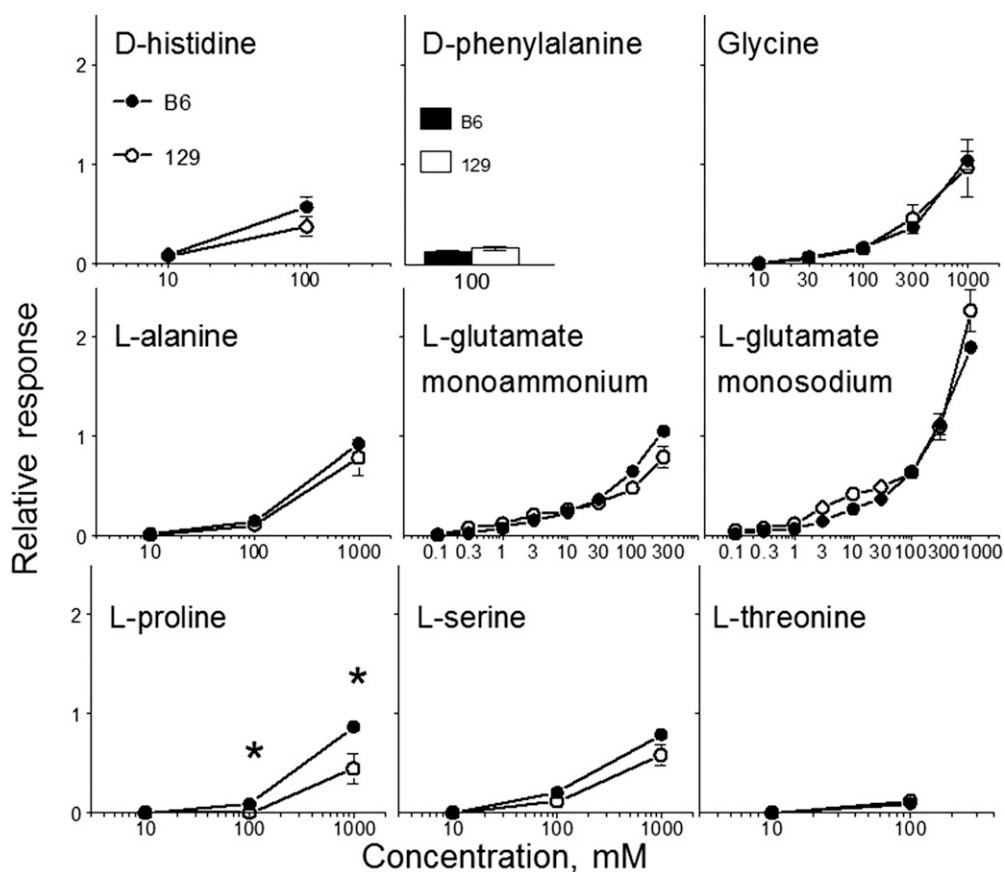 D-histidine
B6
129
2
1
0
10 100
D-phenylalanine
B6
129
100
Glycine
10 30 100 300 1000
L-alanine
2
1
0
10 100 1000
L-glutamate
monoammonium
0.1 0.3 1 3 10 30 100 300
L-glutamate
monosodium
0.1 0.3 1 3 10 30 100 300 1000
L-proline
*
*
2
1
0
10 100 1000
L-serine
10 100 1000
L-threonine
10 100
Relative response
Concentration, mM